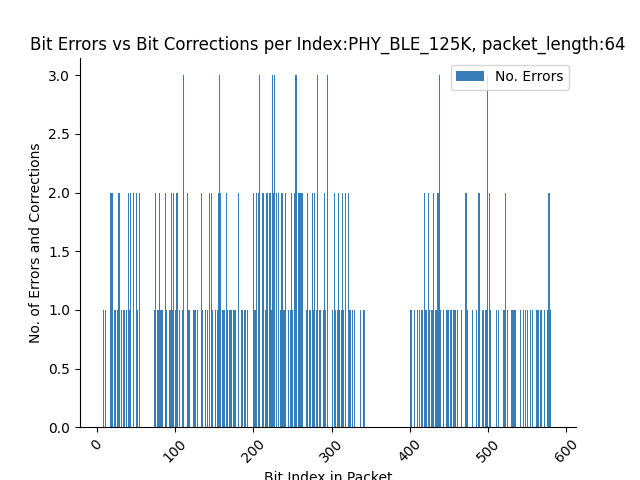 Bit Errors vs Bit Corrections per Index:PHY_BLE_125K, packet_length:64
No. Errors
No. of Errors and Corrections
3.0
2.5
2.0
1.5
1.0
0.5
0.0
0 100 200 300 400 500 600
Bit Index in Packet